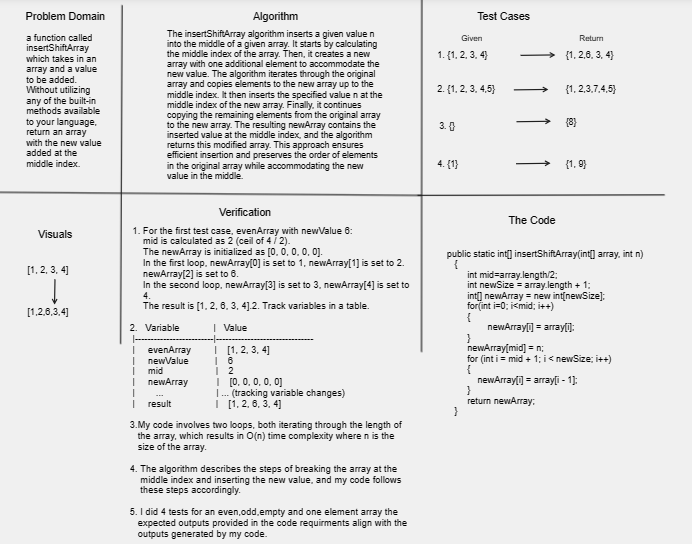 Problem Domain
a function called
insertShiftArray
which takes in an
array and a value
to be added.
Without utilizing
any of the built-in
methods available
to your language,
return an array
with the new value
added at the
middle index.
Algorithm
The insertShiftArray algorithm inserts a given value n
into the middle of a given array. It starts by calculating
the middle index of the array. Then, it creates a new
array with one additional element to accommodate the
new value. The algorithm iterates through the original
array and copies elements to the new array up to the
middle index. It then inserts the specified value n at the
middle index of the new array. Finally, it continues
copying the remaining elements from the original array
to the new array. The resulting newArray contains the
inserted value at the middle index, and the algorithm
returns this modified array. This approach ensures
efficient insertion and preserves the order of elements
in the original array while accommodating the new
value in the middle.
Test Cases
Given Return
1. {1, 2, 3, 4} {1, 2,6, 3, 4}
2. {1, 2, 3, 4,5} {1, 2,3,7,4,5}
3. {} {8}
4. {1} {1, 9}
Visuals
[1, 2, 3, 4]
[1,2,6,3,4]
Verification
1. For the first test case, evenArray with newValue 6:
mid is calculated as 2 (ceil of 4 / 2).
The newArray is initialized as [0, 0, 0, 0, 0].
In the first loop, newArray[0] is set to 1, newArray[1] is set to 2.
newArray[2] is set to 6.
In the second loop, newArray[3] is set to 3, newArray[4] is set to
4.
The result is [1, 2, 6, 3, 4].2. Track variables in a table.
2. Variable | Value
|-----------------------|-----------------------------
| evenArray | [1, 2, 3, 4]
| newValue | 6
| mid | 2
| newArray | [0, 0, 0, 0, 0]
| ... |... (tracking variable changes)
| result | [1, 2, 6, 3, 4]
3.My code involves two loops, both iterating through the length of
the array, which results in O(n) time complexity where n is the
size of the array.
4. The algorithm describes the steps of breaking the array at the
middle index and inserting the new value, and my code follows
these steps accordingly.
5. I did 4 tests for an even,odd,empty and one element array the
expected outputs provided in the code requirments align with the
outputs generated by my code.
The Code
public static int[] insertShiftArray(int[] array, int n)
{
int mid=array.length/2;
int newSize = array.length + 1;
int[] newArray = new int[newSize];
for(int i=0; i<mid; i++)
{
newArray[i] = array[i];
}
newArray[mid] = n;
for (int i = mid + 1; i < newSize; i++)
{
newArray[i] = array[i - 1];
}
return newArray;
}